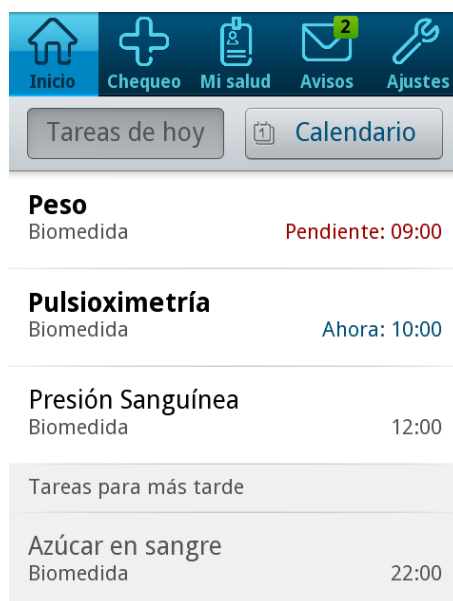 2
Inicio Chequeo Mi salud Avisos Ajustes
Tareas de hoy 1 Calendario
Peso
Biomedida Pendiente: 09:00
Pulsioximetría
Biomedida Ahora: 10:00
Presión Sanguínea
Biomedida 12:00
Tareas para más tarde
Azúcar en sangre
Biomedida 22:00